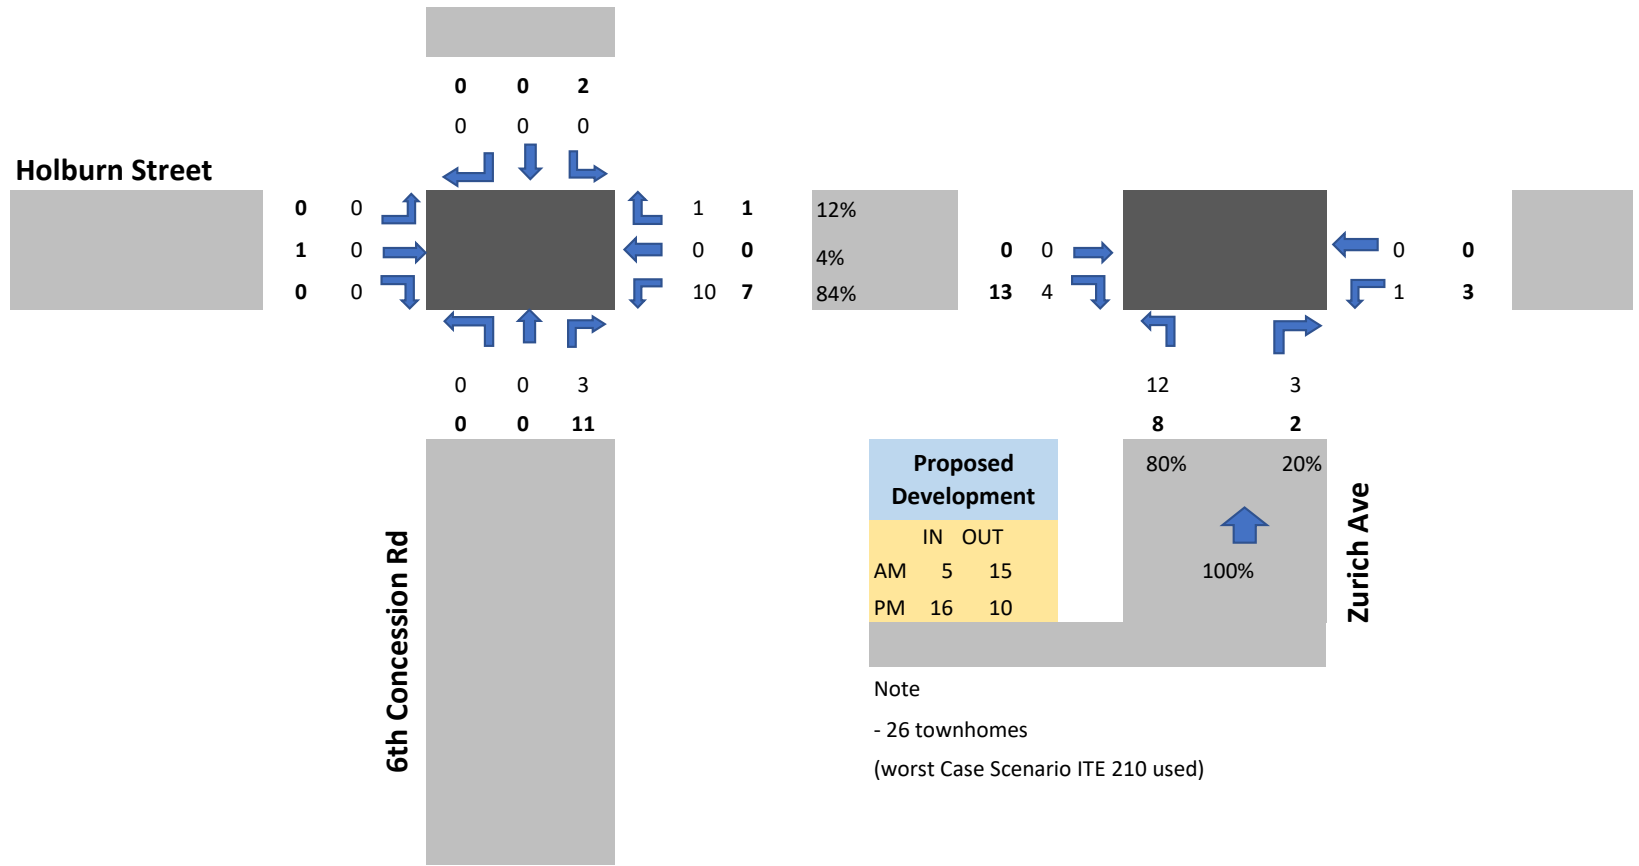 0 0 2
0 0 0
Holburn Street
0 0 1 1 12%
1 0 0 0 4% 0 0 0 0
0 0 10 7 84% 13 4 1 3
0 0 3 12 3
0 0 11 8 2
Proposed
Development
80% 20%
IN OUT
AM 5 15
PM 16 10
100%
6th Concession Rd
Zurich Ave
Note
- 26 townhomes
(worst Case Scenario ITE 210 used)